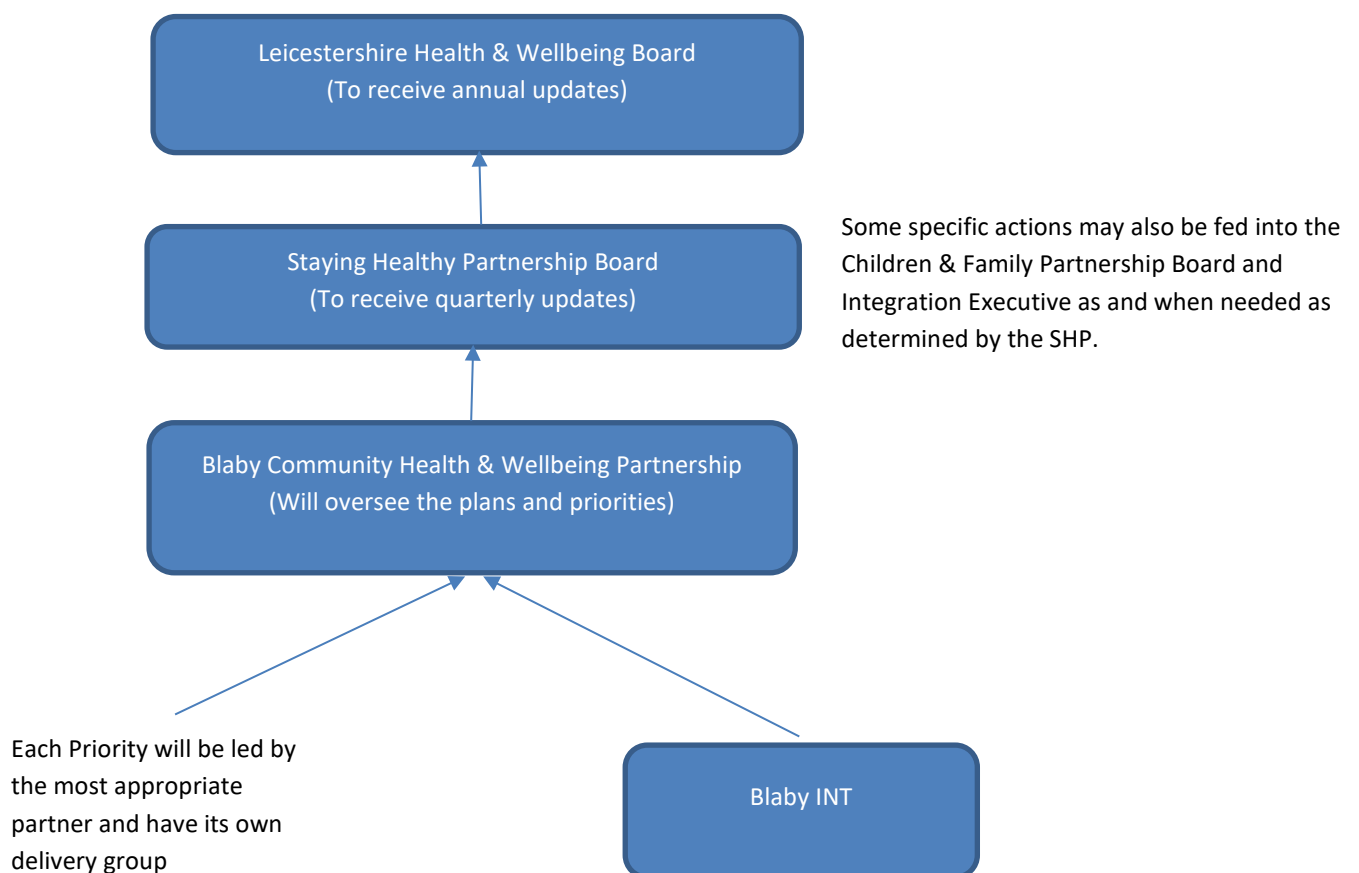 Leicestershire Health & Wellbeing Board
(To receive annual updates)
Some specific actions may also be fed into the
Children & Family Partnership Board and
Integration Executive as and when needed as
determined by the SHP.
Staying Healthy Partnership Board
(To receive quarterly updates)
Blaby Community Health & Wellbeing Partnership
(Will oversee the plans and priorities)
Each Priority will be led by
the most appropriate
partner and have its own
delivery group
Blaby INT